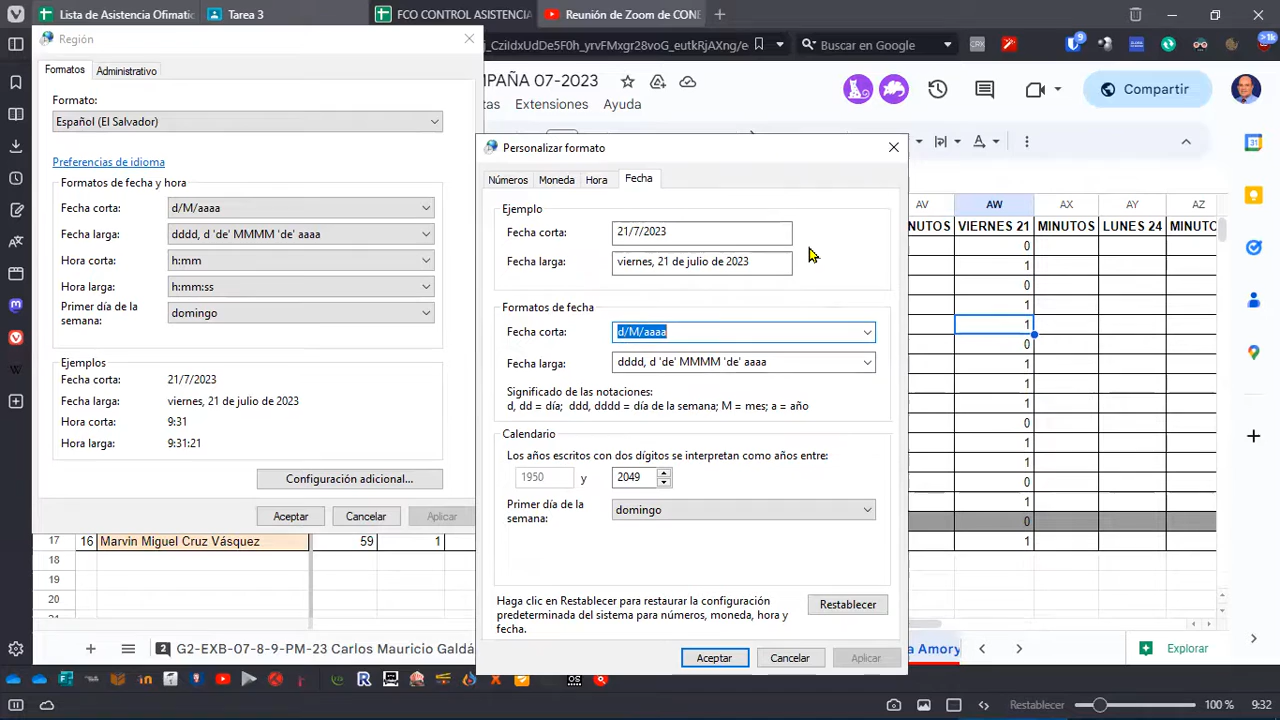 Lista de Asistencia Ofimatic
Tarea 3
FCO CONTROL ASISTENCIA
Reunión de Zoom de CONE
Región
_CzildxUdDe5F0h_yrvFMxgr28voG_eutkRjAXng/e
Buscar en Google
CRX
9
>1k
Formatos
Administrativo
MPAÑA 07-2023
Compartir
Formato:
Español (El Salvador)
tas
Extensiones
Ayuda
Preferencias de idioma
Personalizar formato
Formatos de fecha y hora
Números
Moneda
Hora
Fecha
Fecha corta:
d/M/aaaa
Fecha larga:
dddd, d 'de' MMMM 'de' aaaa
Hora corta:
h:mm
Hora larga:
h:mm:ss
Primer día de la
semana:
domingo
Ejemplos
Fecha corta:
21/7/2023
Fecha larga:
viernes, 21 de julio de 2023
Hora corta:
9:31
Hora larga:
9:31:21
Configuración adicional...
Aceptar
Cancelar
Aplicar
Ejemplo
Fecha corta:
21/7/2023
Fecha larga:
viernes, 21 de julio de 2023
Formatos de fecha
Fecha corta:
d/M/aaaa
Fecha larga:
dddd, d 'de' MMMM 'de' aaaa
Significado de las notaciones:
d, dd = día; ddd, dddd = día de la semana; M = mes; a = año
Calendario
Los años escritos con dos dígitos se interpretan como años entre:
1950
y
2049
Primer día de la
semana:
domingo
Haga clic en Restablecer para restaurar la configuración
predeterminada del sistema para números, moneda, hora y
fecha.
Restablecer
Aceptar
Cancelar
Aplicar
AV
AW
AX
AY
AZ
NUTOS
VIERNES 21
MINUTOS
LUNES 24
MINUTO
0
1
0
1
1
0
1
1
1
0
1
1
0
1
0
1
17
16
Marvin Miguel Cruz Vásquez
59
1
18
19
20
2
G2-EXB-07-8-9-PM-23 Carlos Mauricio Galdá
a Amory
Explorar
Restablecer
100 %
9:32